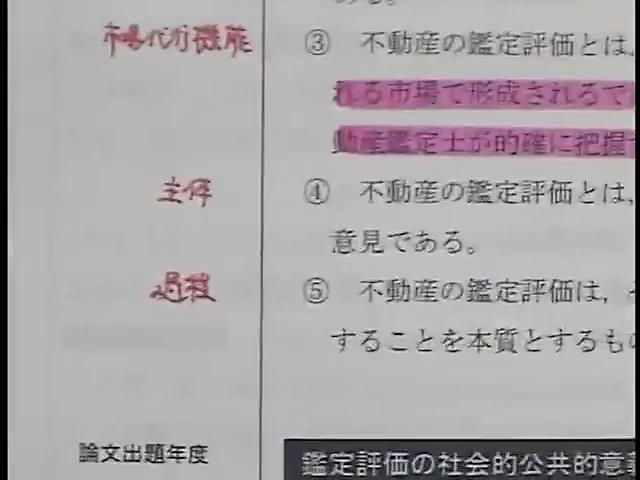 ある。
市場代行機能
③ 不動産の鑑定評価とは,
れる市場で形成されるで
動産鑑定士が的確に把握
主体
④ 不動産の鑑定評価とは,
意見である。
過程
⑤ 不動産の鑑定評価は,
することを本質とするも
論文出題年度
鑑定評価の社会的公共的意義